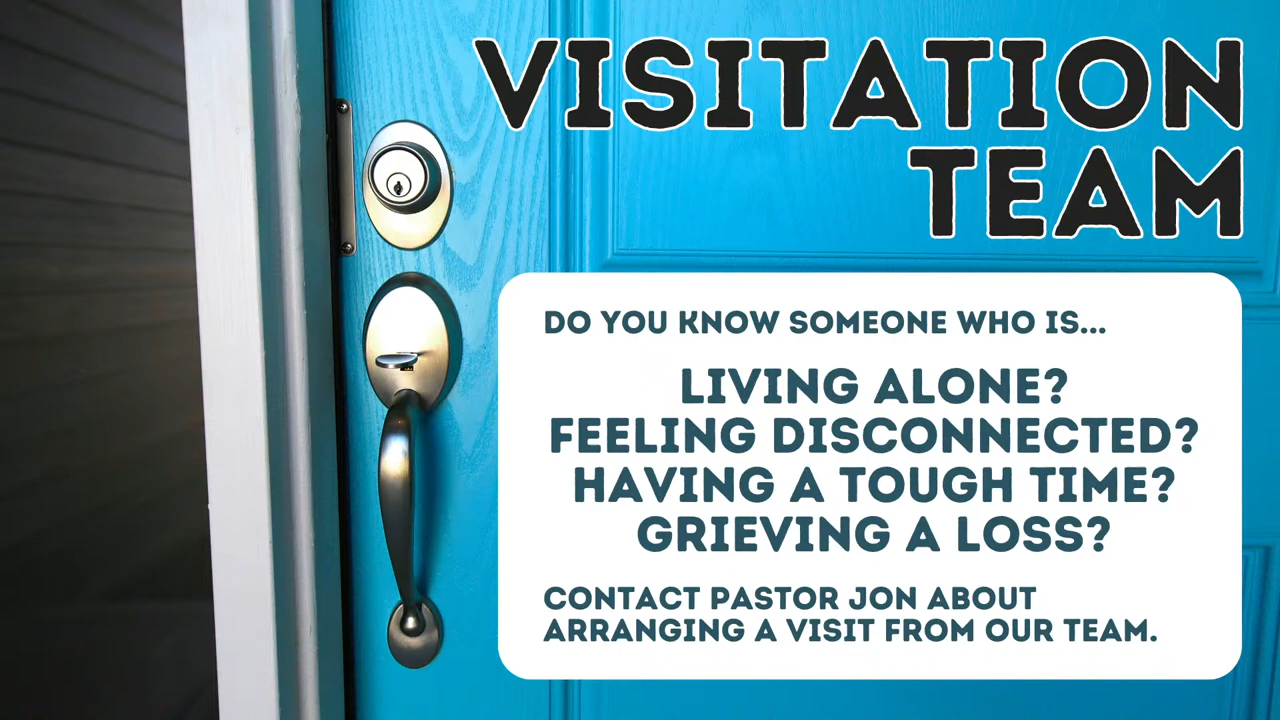 VISITATION
TEAM
DO YOU KNOW SOMEONE WHO IS...
LIVING ALONE?
FEELING DISCONNECTED?
HAVING A TOUGH TIME?
GRIEVING A LOSS?
CONTACT PASTOR JON ABOUT
ARRANGING A VISIT FROM OUR TEAM.